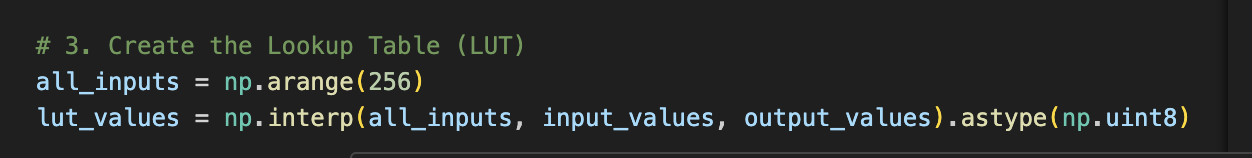 # 3. Create the Lookup Table (LUT)
all_inputs = np.arange(256)
lut_values = np.interp(all_inputs, input_values, output_values).astype(np.uint8)